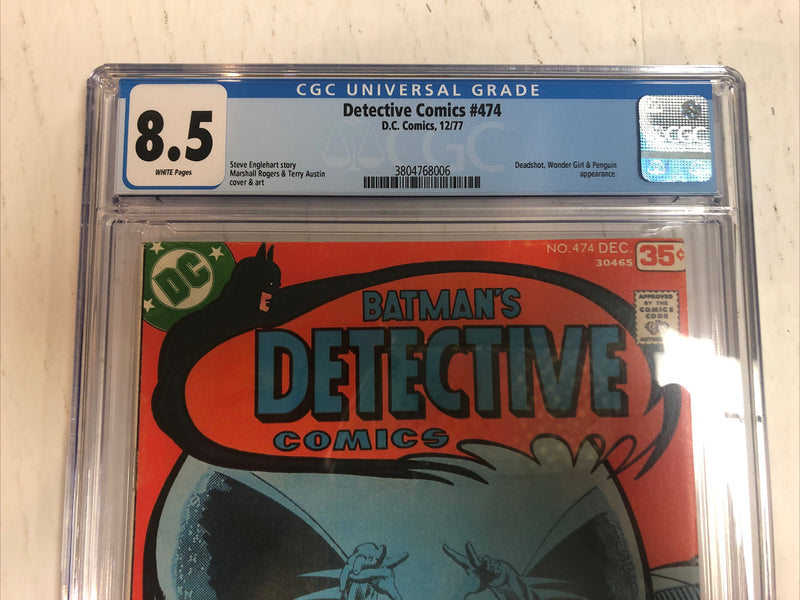 CGC UNIVERSAL GRADE
8.5
WHITE Pages
Detective Comics #474
D.C. Comics, 12/77
CGC
Steve Englehart story
Marshall Rogers & Terry Austin
cover & art
3804768006
Deadshot, Wonder Girl & Penguin
appearance.
CGC
DC
NO. 474 DEC.
30465
35¢
APPROVED
BY THE
COMICS
CODE
BATMAN'S
DETECTIVE
COMICS